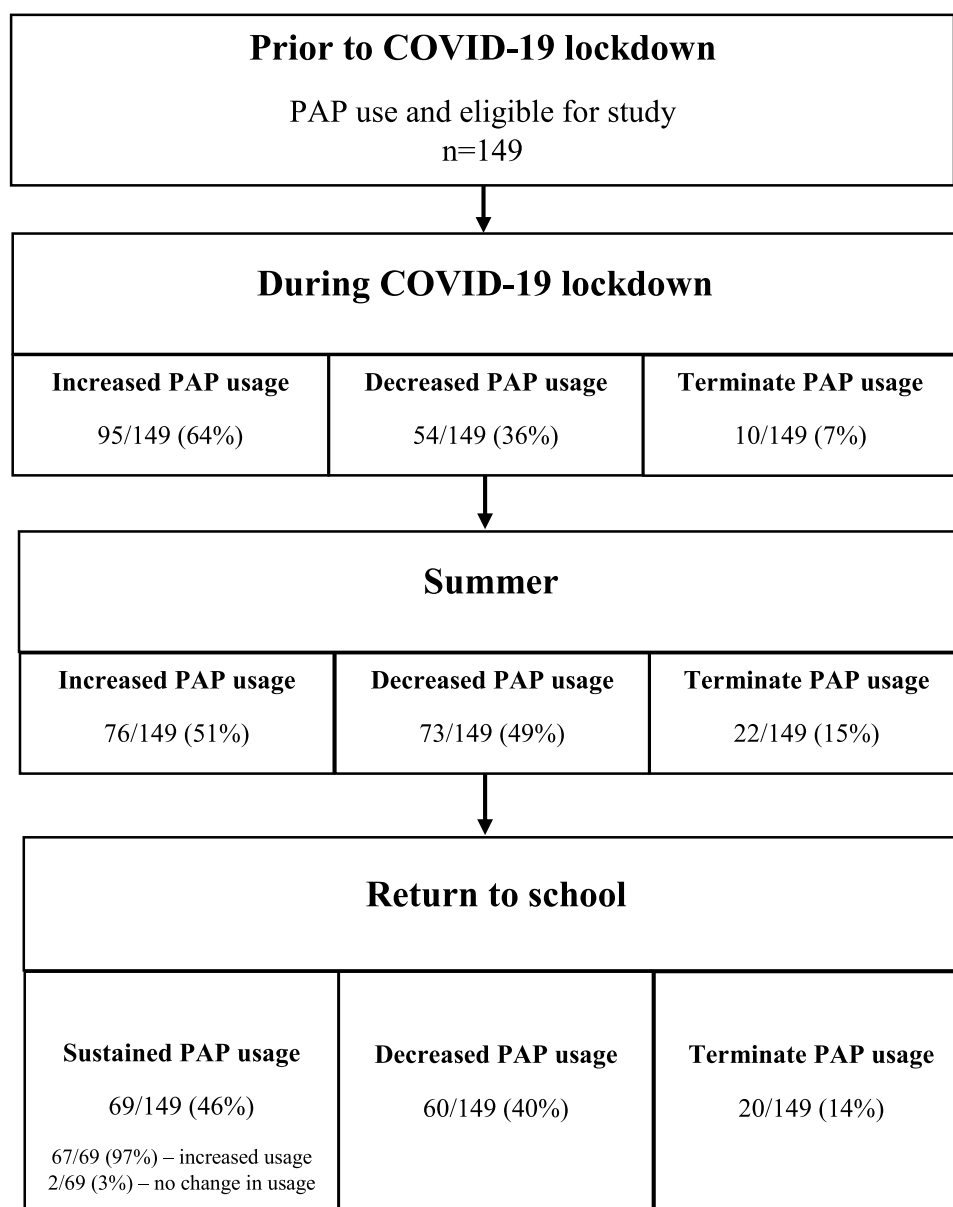 Prior to COVID-19 lockdown
PAP use and eligible for study
n=149
During COVID-19 lockdown
Increased PAP usage
95/149 (64%)
Decreased PAP usage
54/149 (36%)
Terminate PAP usage
10/149 (7%)
Summer
Increased PAP usage
76/149 (51%)
Decreased PAP usage
73/149 (49%)
Terminate PAP usage
22/149 (15%)
Return to school
Sustained PAP usage
69/149 (46%)
67/69 (97%) – increased usage
2/69 (3%) – no change in usage
Decreased PAP usage
60/149 (40%)
Terminate PAP usage
20/149 (14%)